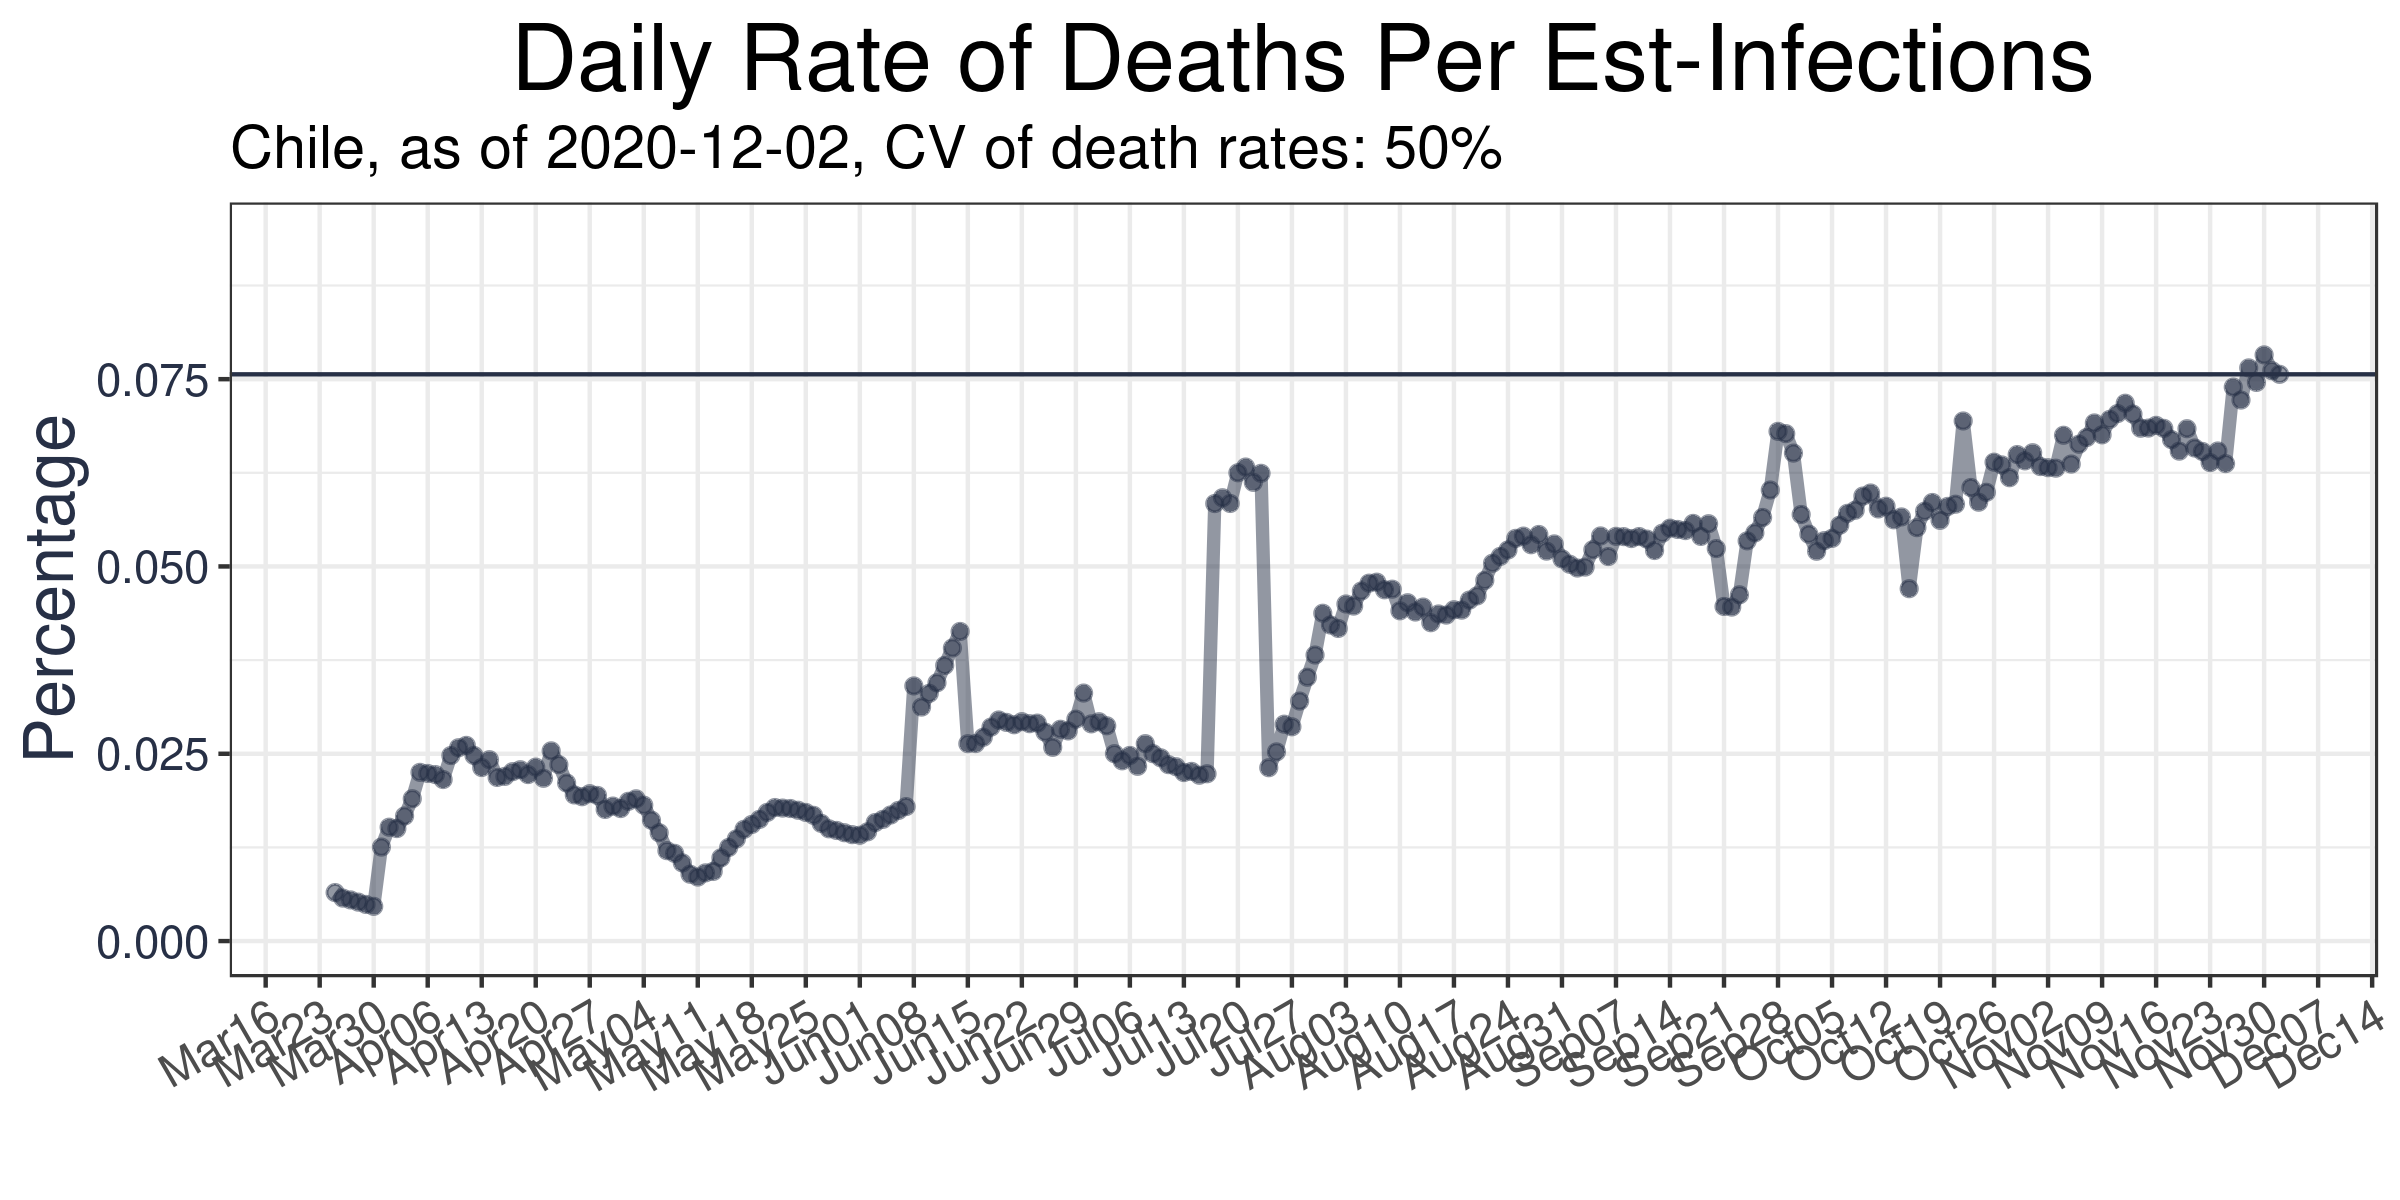 Daily Rate of Deaths Per Est-Infections
Chile, as of 2020-12-02, CV of death rates: 50%
Percentage
0.075
0.050
0.025
0.000
Mar16
Mar23
Mar30
Apr06
Apr13
Apr20
Apr27
May04
May11
May18
May25
Jun01
Jun08
Jun15
Jun22
Jun29
Jul06
Jul13
Jul20
Jul27
Aug03
Aug10
Aug17
Aug24
Aug31
Sep07
Sep14
Sep21
Sep28
Oct05
Oct12
Oct19
Oct26
Nov02
Nov09
Nov16
Nov23
Nov30
Dec07
Dec14